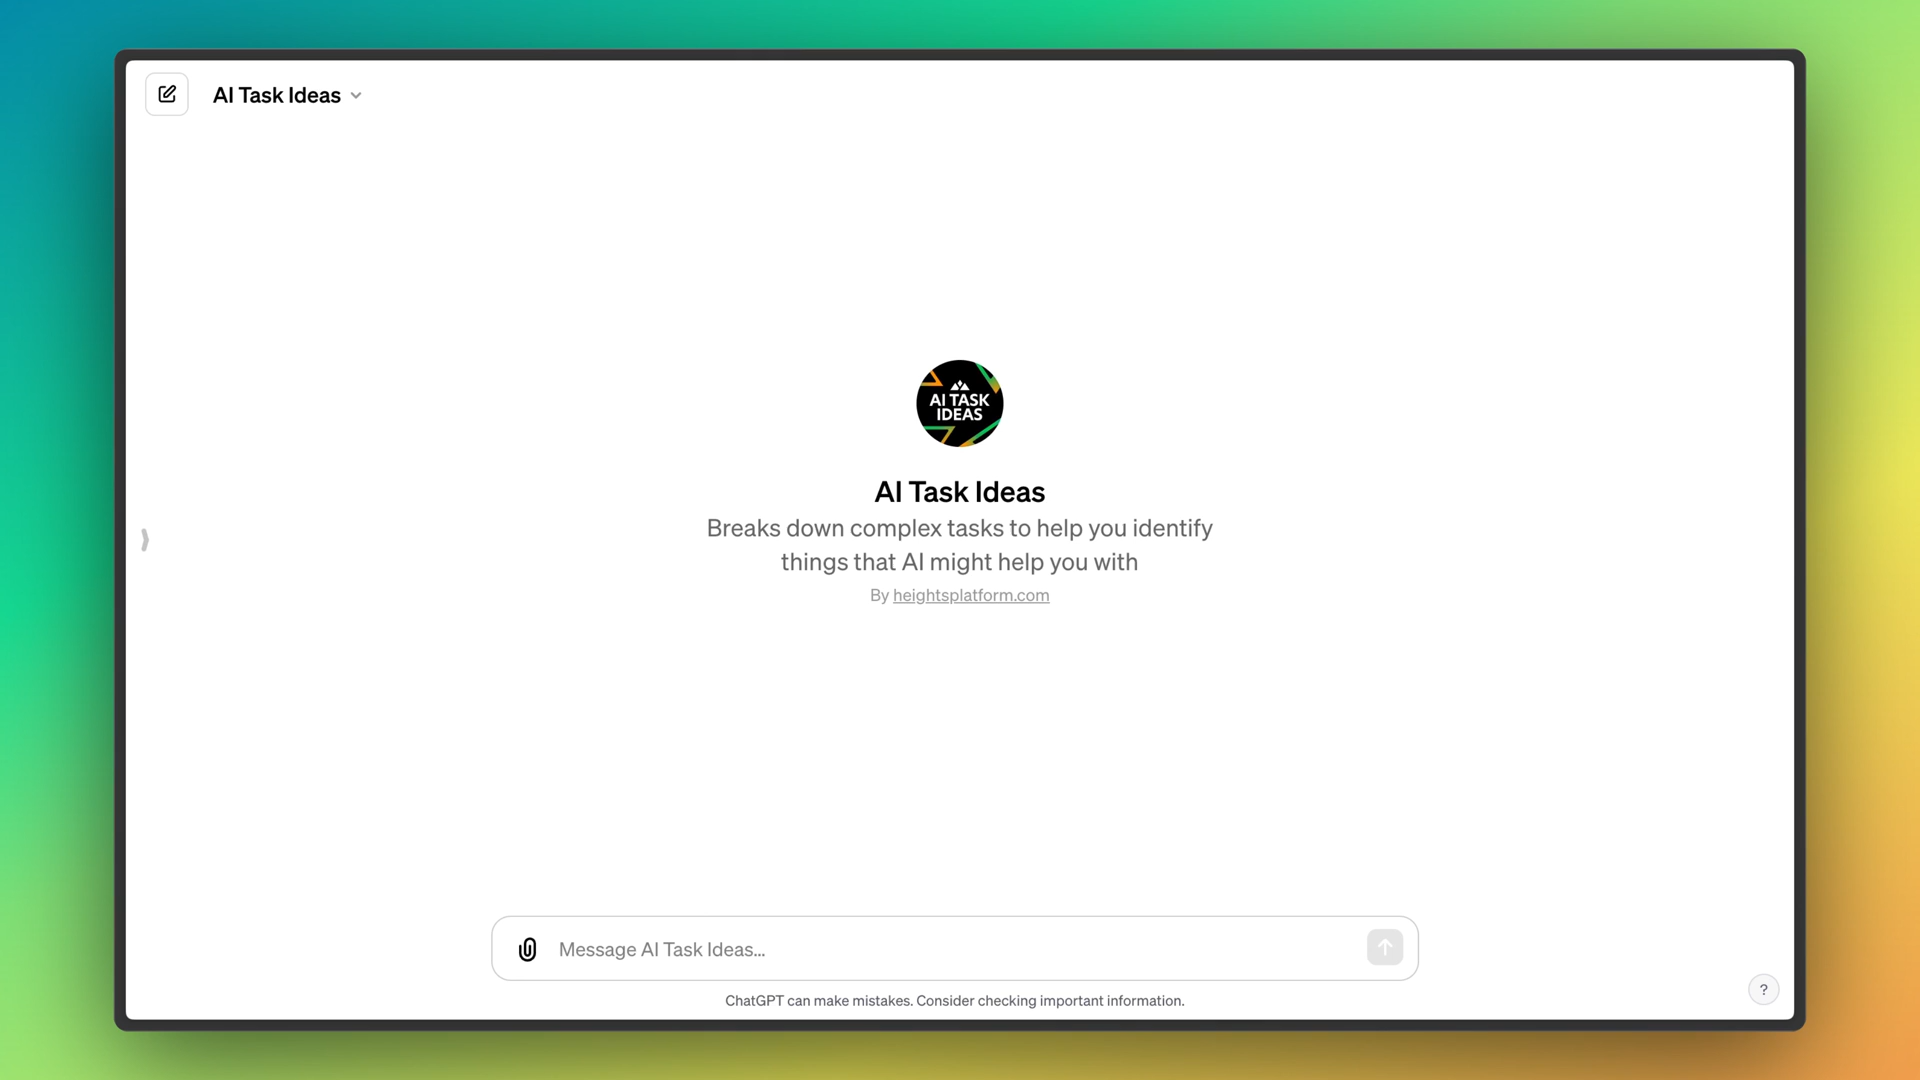 AI Task Ideas
AI TASK
IDEAS
AI Task Ideas
Breaks down complex tasks to help you identify
things that AI might help you with
By heightsplatform.com
Message AI Task Ideas...
ChatGPT can make mistakes. Consider checking important information.
?